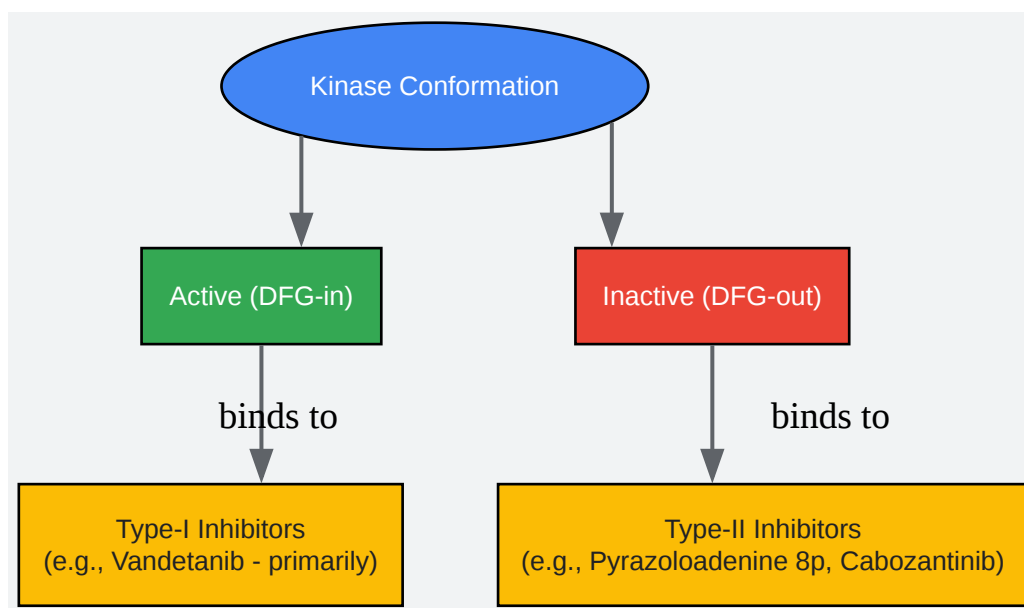 Kinase Conformation
Active (DFG-in)
Inactive (DFG-out)
binds to
binds to
Type-I Inhibitors
(e.g., Vandetanib - primarily)
Type-II Inhibitors
(e.g., Pyrazoloadenine 8p, Cabozantinib)